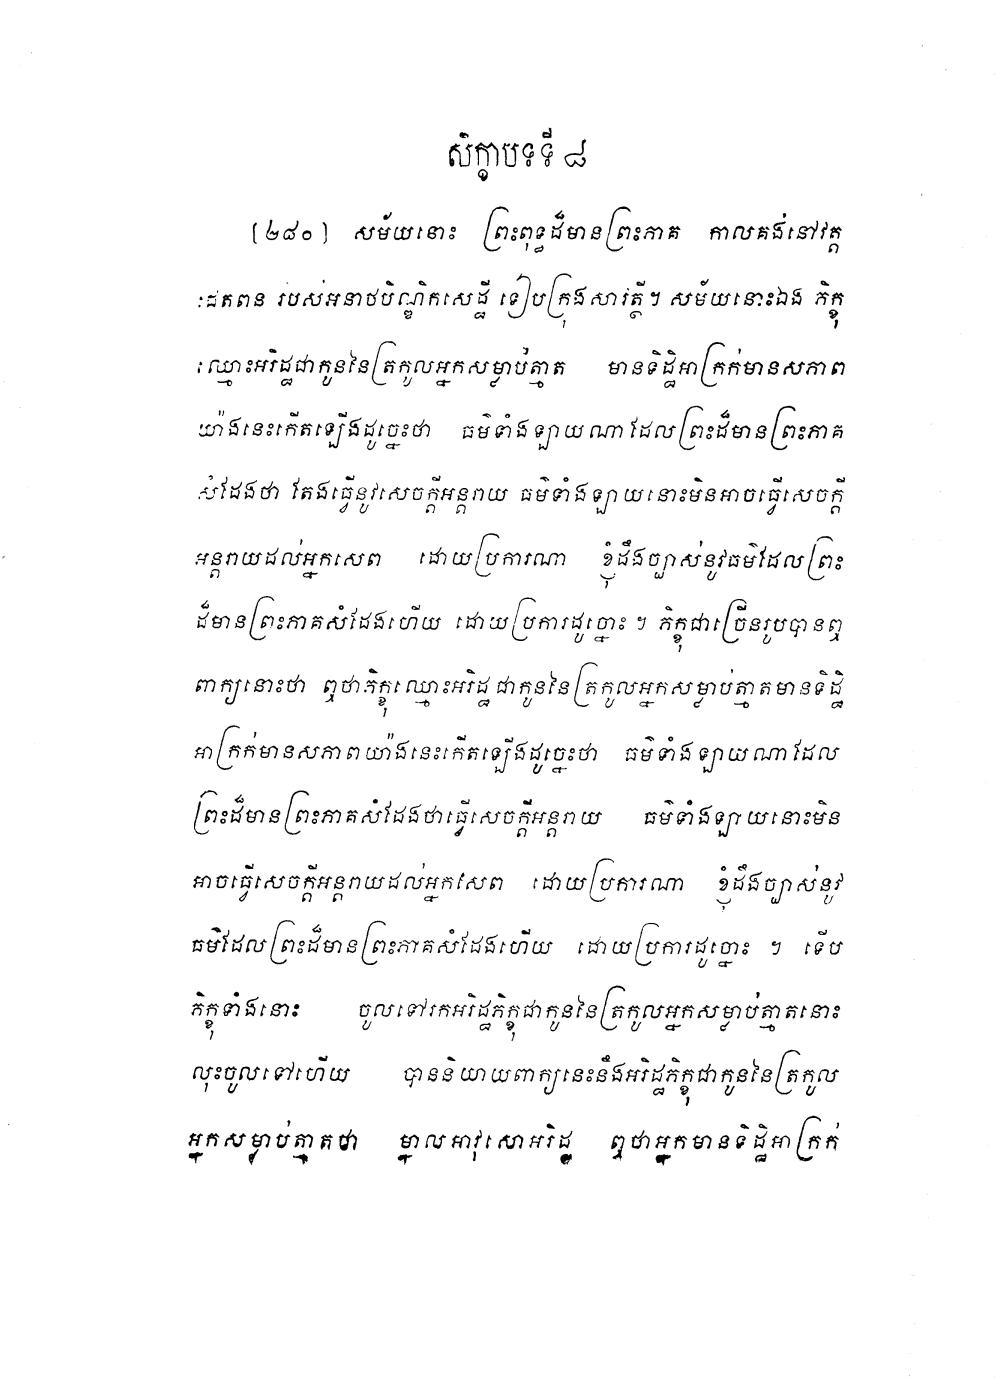 សិក្ខាបទទី ៨
(២៨០) សម័យនោះ ព្រះពុទ្ធដ៏មានព្រះភាគ កាលគង់នៅវត្ត
ជេតពន របស់អនាថបិណ្ឌិកសេដ្ឋី ទៀបក្រុងសាវត្ថី។ សម័យនោះឯង ភិក្ខុ
ឈ្មោះអរិដ្ឋជាកូននៃត្រកូលអ្នកសម្លាប់ត្មាត មានទិដ្ឋិអាក្រក់មានសភាព
យ៉ាងនេះកើតឡើងដូច្នេះថា ធម៌ទាំងឡាយណាដែលព្រះដ៏មានព្រះភាគ
សំដែងថា តែងធ្វើនូវសេចក្តីអន្តរាយ ធម៌ទាំងឡាយនោះមិនអាចធ្វើសេចក្តី
អន្តរាយដល់អ្នកសេព ដោយប្រការណា ខ្ញុំដឹងច្បាស់នូវធម៌ដែលព្រះ
ដ៏មានព្រះភាគសំដែងហើយ ដោយប្រការដូច្នោះ ។ ភិក្ខុជាច្រើនរូបបានឮ
ពាក្យនោះថា ឮថាភិក្ខុឈ្មោះអរិដ្ឋ ជាកូននៃត្រកូលអ្នកសម្លាប់ត្មាតមានទិដ្ឋិ
អាក្រក់មានសភាពយ៉ាងនេះកើតឡើងដូច្នេះថា ធម៌ទាំងឡាយណាដែល
ព្រះដ៏មានព្រះភាគសំដែងថាធ្វើសេចក្តីអន្តរាយ ធម៌ទាំងឡាយនោះមិន
អាចធ្វើសេចក្តីអន្តរាយដល់អ្នកសេព ដោយប្រការណា ខ្ញុំដឹងច្បាស់នូវ
ធម៌ដែលព្រះដ៏មានព្រះភាគសំដែងហើយ ដោយប្រការដូច្នោះ ។ ទើប
ភិក្ខុទាំងនោះ ចូលទៅរកអរិដ្ឋភិក្ខុជាកូននៃត្រកូលអ្នកសម្លាប់ត្មាតនោះ
លុះចូលទៅហើយ បាននិយាយពាក្យនេះនឹងអរិដ្ឋភិក្ខុជាកូននៃត្រកូល
អ្នកសម្លាប់ត្មាតថា ម្នាលអាវុសោអរិដ្ឋ ឮថាអ្នកមានទិដ្ឋិអាក្រក់